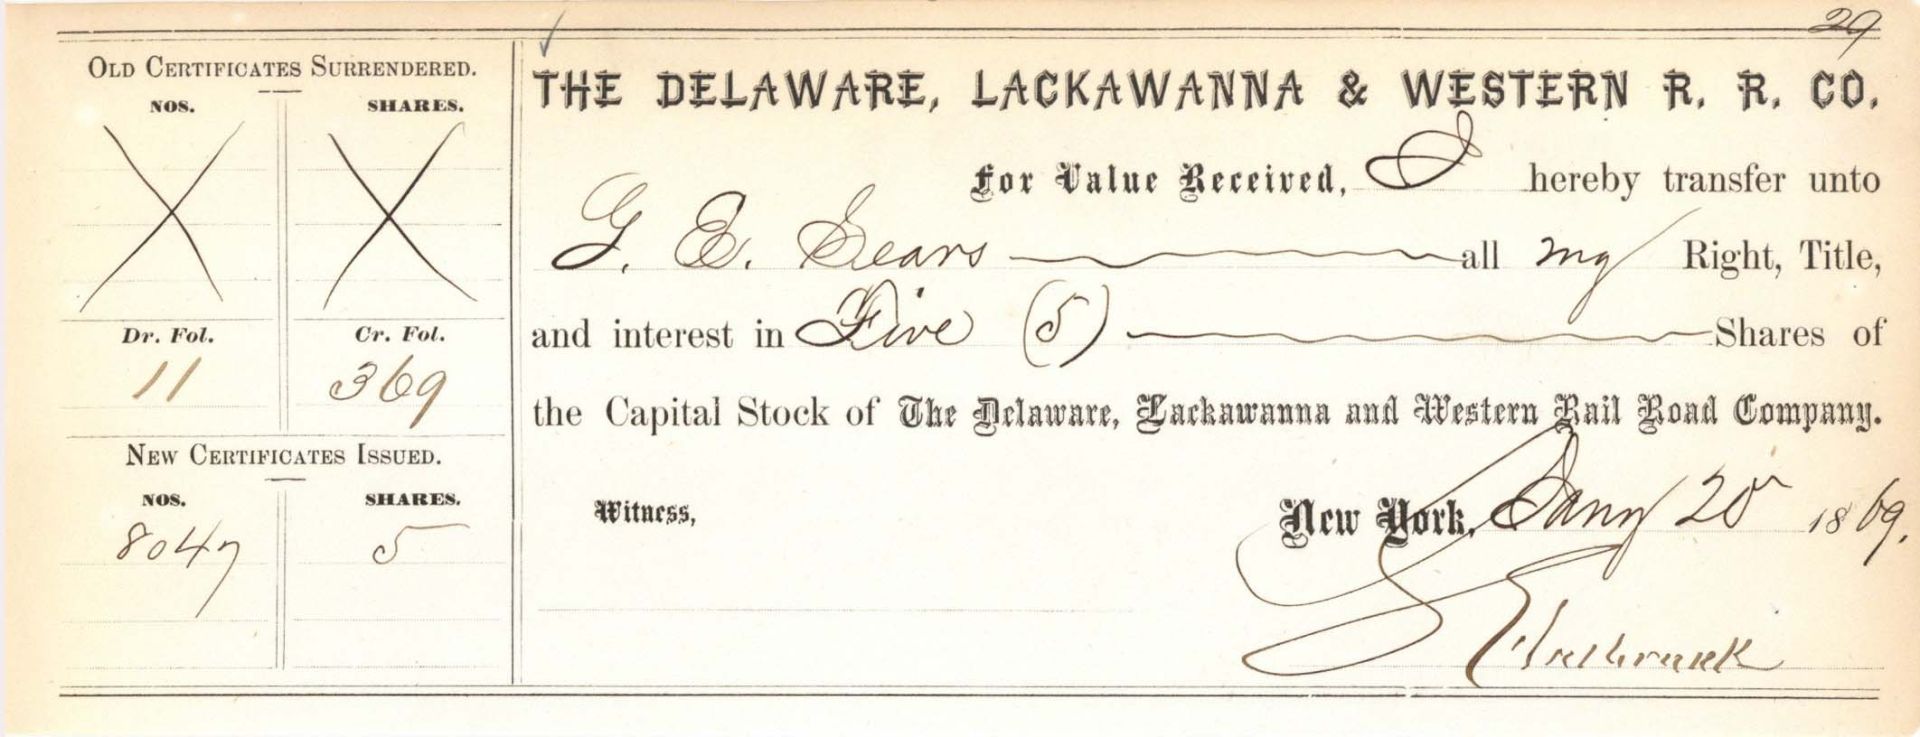 29
OLD CERTIFICATES SURRENDERED.
NOS. SHARES.
Dr. Fol. Cr. Fol.
11 369
NEW CERTIFICATES ISSUED.
NOS. SHARES.
8047 5
THE DELAWARE, LACKAWANNA & WESTERN R. R. CO.
For Value Received, I hereby transfer unto
G. E. Sears all my Right, Title,
and interest in Five (5) Shares of
the Capital Stock of The Delaware, Lackawanna and Western Rail Road Company.
Witness,
New York, Jany 20 1869.